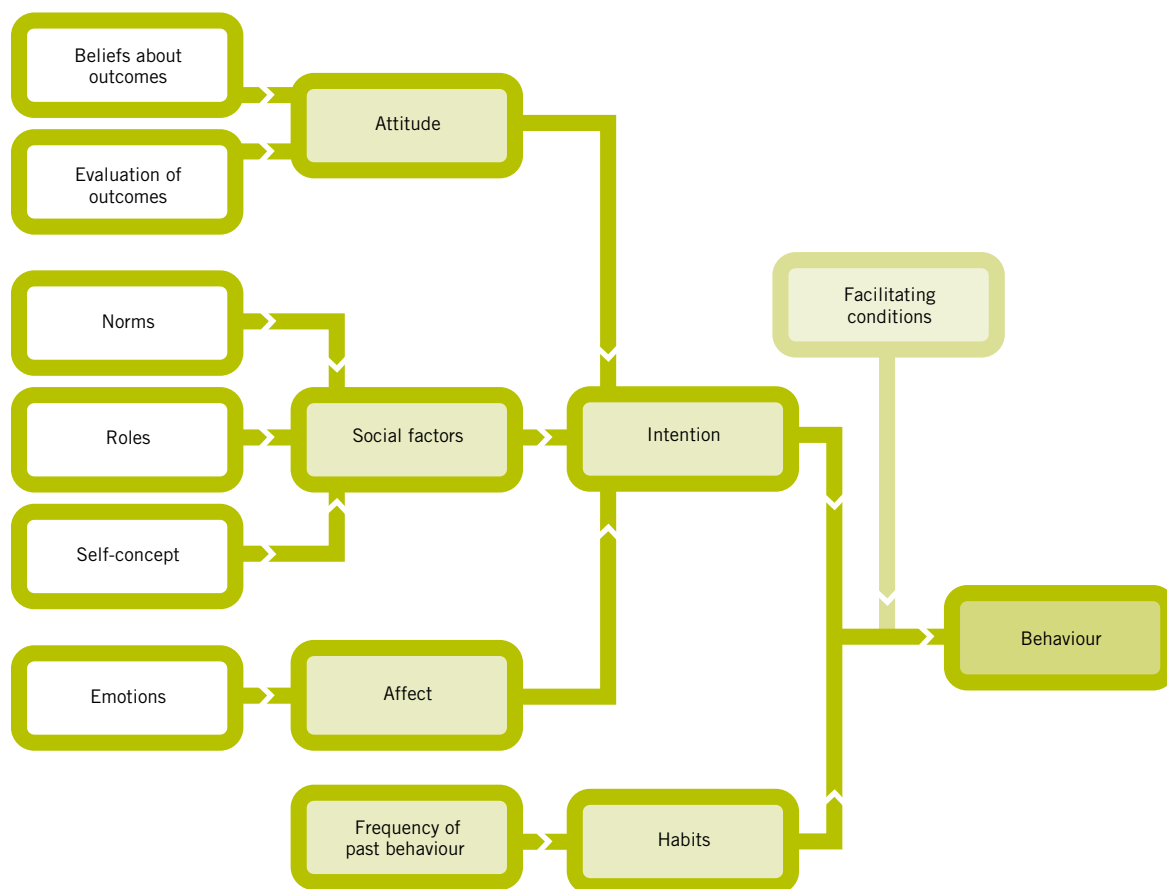 Beliefs about
outcomes
Attitude
Evaluation of
outcomes
Norms
Facilitating
conditions
Roles
Social factors
Intention
Self-concept
Behaviour
Emotions
Affect
Frequency of
past behaviour
Habits